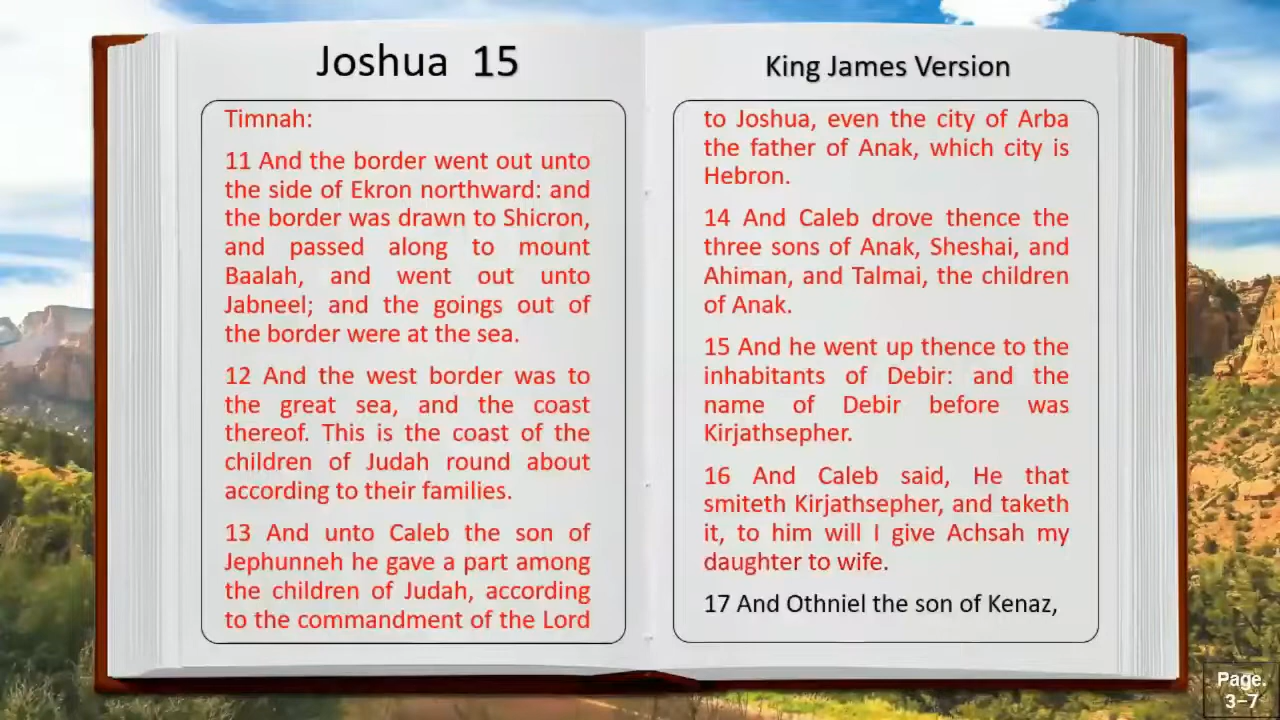 Joshua 15
Timnah:
11 And the border went out unto
the side of Ekron northward: and
the border was drawn to Shicron,
and passed along to mount
Baalah, and went out unto
Jabneel; and the goings out of
the border were at the sea.
12 And the west border was to
the great sea, and the coast
thereof. This is the coast of the
children of Judah round about
according to their families.
13 And unto Caleb the son of
Jephunneh he gave a part among
the children of Judah, according
to the commandment of the Lord
King James Version
to Joshua, even the city of Arba
the father of Anak, which city is
Hebron.
14 And Caleb drove thence the
three sons of Anak, Sheshai, and
Ahiman, and Talmai, the children
of Anak.
15 And he went up thence to the
inhabitants of Debir: and the
name of Debir before was
Kirjathsepher.
16 And Caleb said, He that
smiteth Kirjathsepher, and taketh
it, to him will I give Achsah my
daughter to wife.
17 And Othniel the son of Kenaz,
Page.
3-7